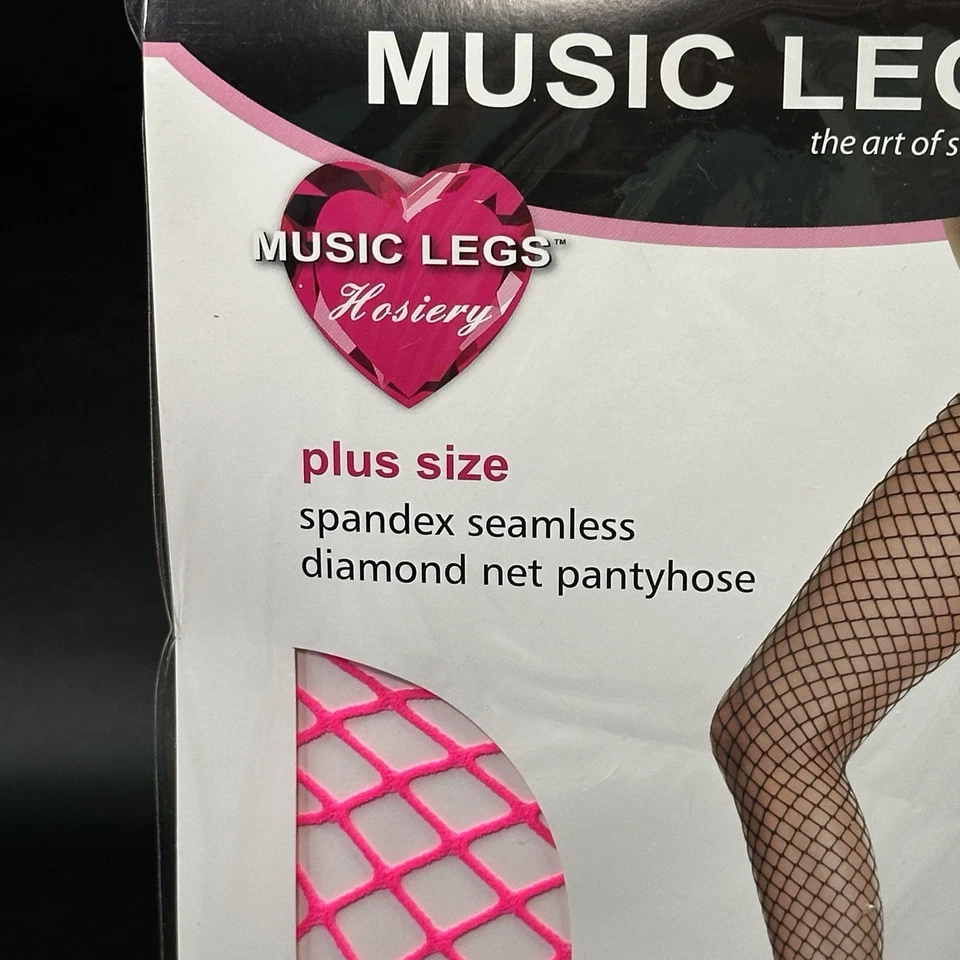 MUSIC LEG
the art of s
MUSIC LEGS™
Hosiery
plus size
spandex seamless
diamond net pantyhose